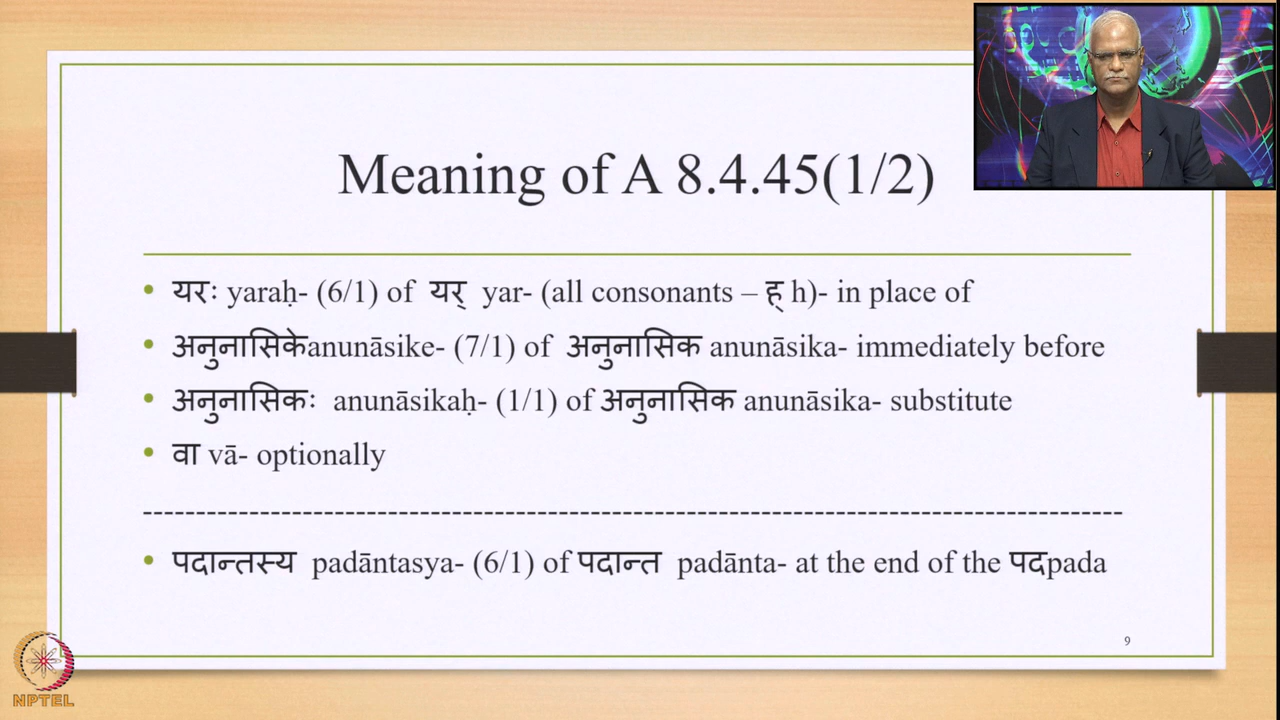 Meaning of A 8.4.45(1/2)
• यरः yaraḥ- (6/1) of यर् yar- (all consonants – ह् h)- in place of
• अनुनासिकेanunāsike- (7/1) of अनुनासिक anunāsika- immediately before
• अनुनासिकः anunāsikaḥ- (1/1) of अनुनासिक anunāsika- substitute
• वा vā- optionally
• पदान्तस्य padāntasya- (6/1) of पदान्त padānta- at the end of the पदpada
9
NPTEL